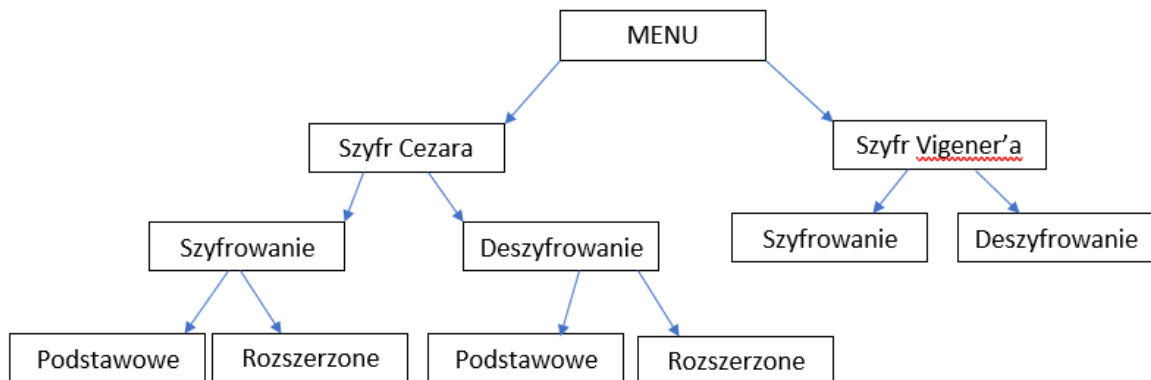 MENU
Szyfr Cezara
Szyfr Vigener’a
Szyfrowanie
Deszyfrowanie
Szyfrowanie
Deszyfrowanie
Podstawowe
Rozszerzone
Podstawowe
Rozszerzone